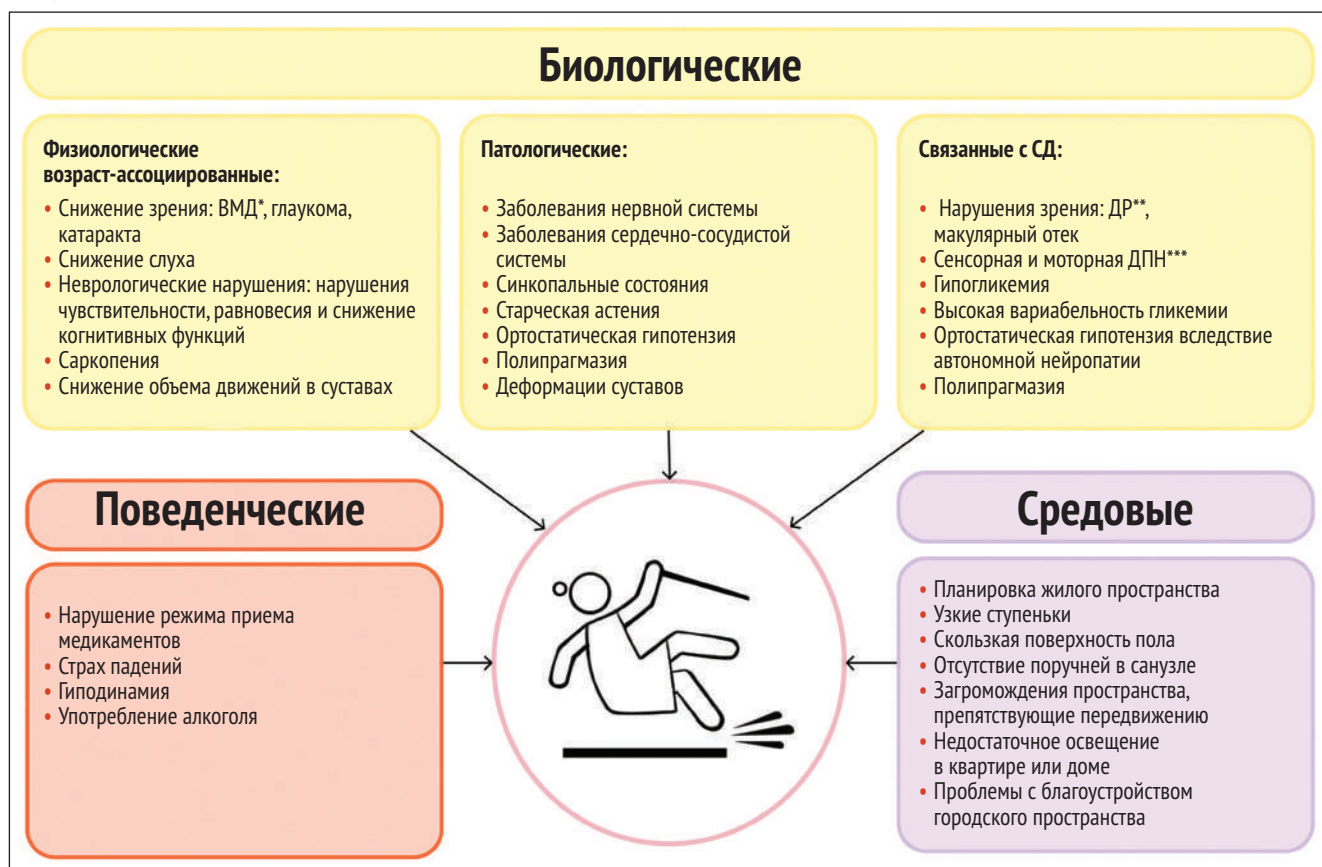 Биологические
Физиологические
возраст-ассоциированные:
• Снижение зрения: ВМД*, глаукома,
катаракта
• Снижение слуха
• Неврологические нарушения: нарушения
чувствительности, равновесия и снижение
когнитивных функций
• Саркопения
• Снижение объема движений в суставах
Патологические:
• Заболевания нервной системы
• Заболевания сердечно-сосудистой
системы
• Синкопальные состояния
• Старческая астения
• Ортостатическая гипотензия
• Полипрагмазия
• Деформации суставов
Связанные с СД:
• Нарушения зрения: ДР**,
макулярный отек
• Сенсорная и моторная ДПН***
• Гипогликемия
• Высокая вариабельность гликемии
• Ортостатическая гипотензия вследствие
автономной нейропатии
• Полипрагмазия
Поведенческие
• Нарушение режима приема
медикаментов
• Страх падений
• Гиподинамия
• Употребление алкоголя
Средовые
• Планировка жилого пространства
• Узкие ступеньки
• Скользкая поверхность пола
• Отсутствие поручней в санузле
• Загромождения пространства,
препятствующие передвижению
• Недостаточное освещение
в квартире или доме
• Проблемы с благоустройством
городского пространства